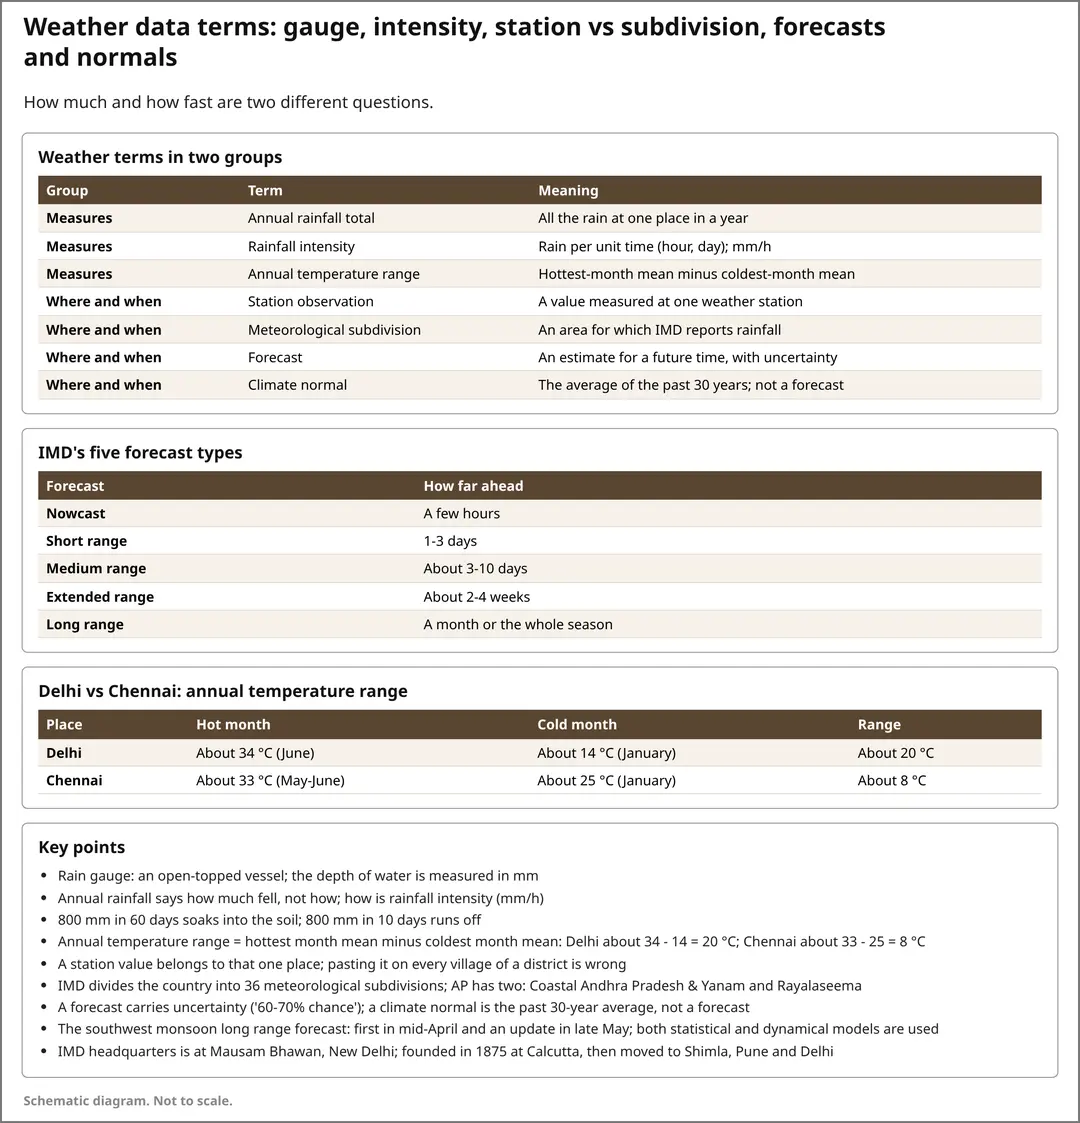 Weather data terms: gauge, intensity, station vs subdivision, forecasts
and normals
How much and how fast are two different questions.
Weather terms in two groups
Group Term Meaning
Measures Annual rainfall total All the rain at one place in a year
Measures Rainfall intensity Rain per unit time (hour, day); mm/h
Measures Annual temperature range Hottest-month mean minus coldest-month mean
Where and when Station observation A value measured at one weather station
Where and when Meteorological subdivision An area for which IMD reports rainfall
Where and when Forecast An estimate for a future time, with uncertainty
Where and when Climate normal The average of the past 30 years; not a forecast
IMD's five forecast types
Forecast How far ahead
Nowcast A few hours
Short range 1-3 days
Medium range About 3-10 days
Extended range About 2-4 weeks
Long range A month or the whole season
Delhi vs Chennai: annual temperature range
Place Hot month Cold month Range
Delhi About 34 °C (June) About 14 °C (January) About 20 °C
Chennai About 33 °C (May-June) About 25 °C (January) About 8 °C
Key points
• Rain gauge: an open-topped vessel; the depth of water is measured in mm
• Annual rainfall says how much fell, not how; how is rainfall intensity (mm/h)
• 800 mm in 60 days soaks into the soil; 800 mm in 10 days runs off
• Annual temperature range = hottest month mean minus coldest month mean: Delhi about 34 - 14 = 20 °C; Chennai about 33 - 25 = 8 °C
• A station value belongs to that one place; pasting it on every village of a district is wrong
• IMD divides the country into 36 meteorological subdivisions; AP has two: Coastal Andhra Pradesh & Yanam and Rayalaseema
• A forecast carries uncertainty ('60-70% chance'); a climate normal is the past 30-year average, not a forecast
• The southwest monsoon long range forecast: first in mid-April and an update in late May; both statistical and dynamical models are used
• IMD headquarters is at Mausam Bhawan, New Delhi; founded in 1875 at Calcutta, then moved to Shimla, Pune and Delhi
Schematic diagram. Not to scale.